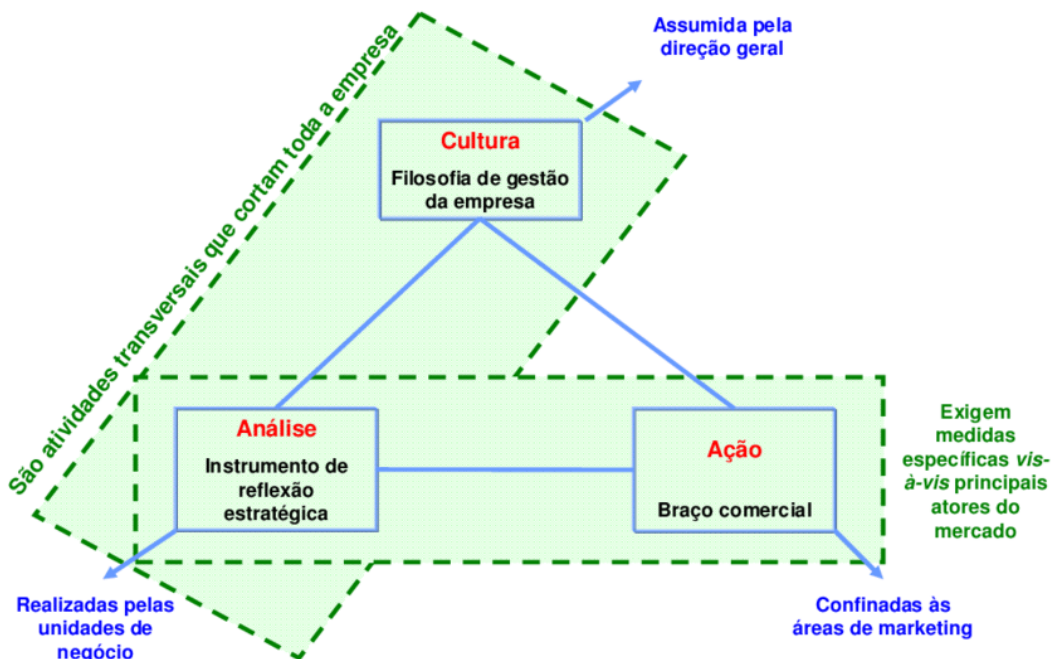 Assumida pela
direção geral
São atividades transversais que cortam toda a empresa
Cultura
Filosofia de gestão
da empresa
Análise
Instrumento de
reflexão
estratégica
Ação
Braço comercial
Exigem
medidas
específicas vis-
à-vis principais
atores do
mercado
Realizadas pelas
unidades de
negócio
Confinadas às
áreas de marketing